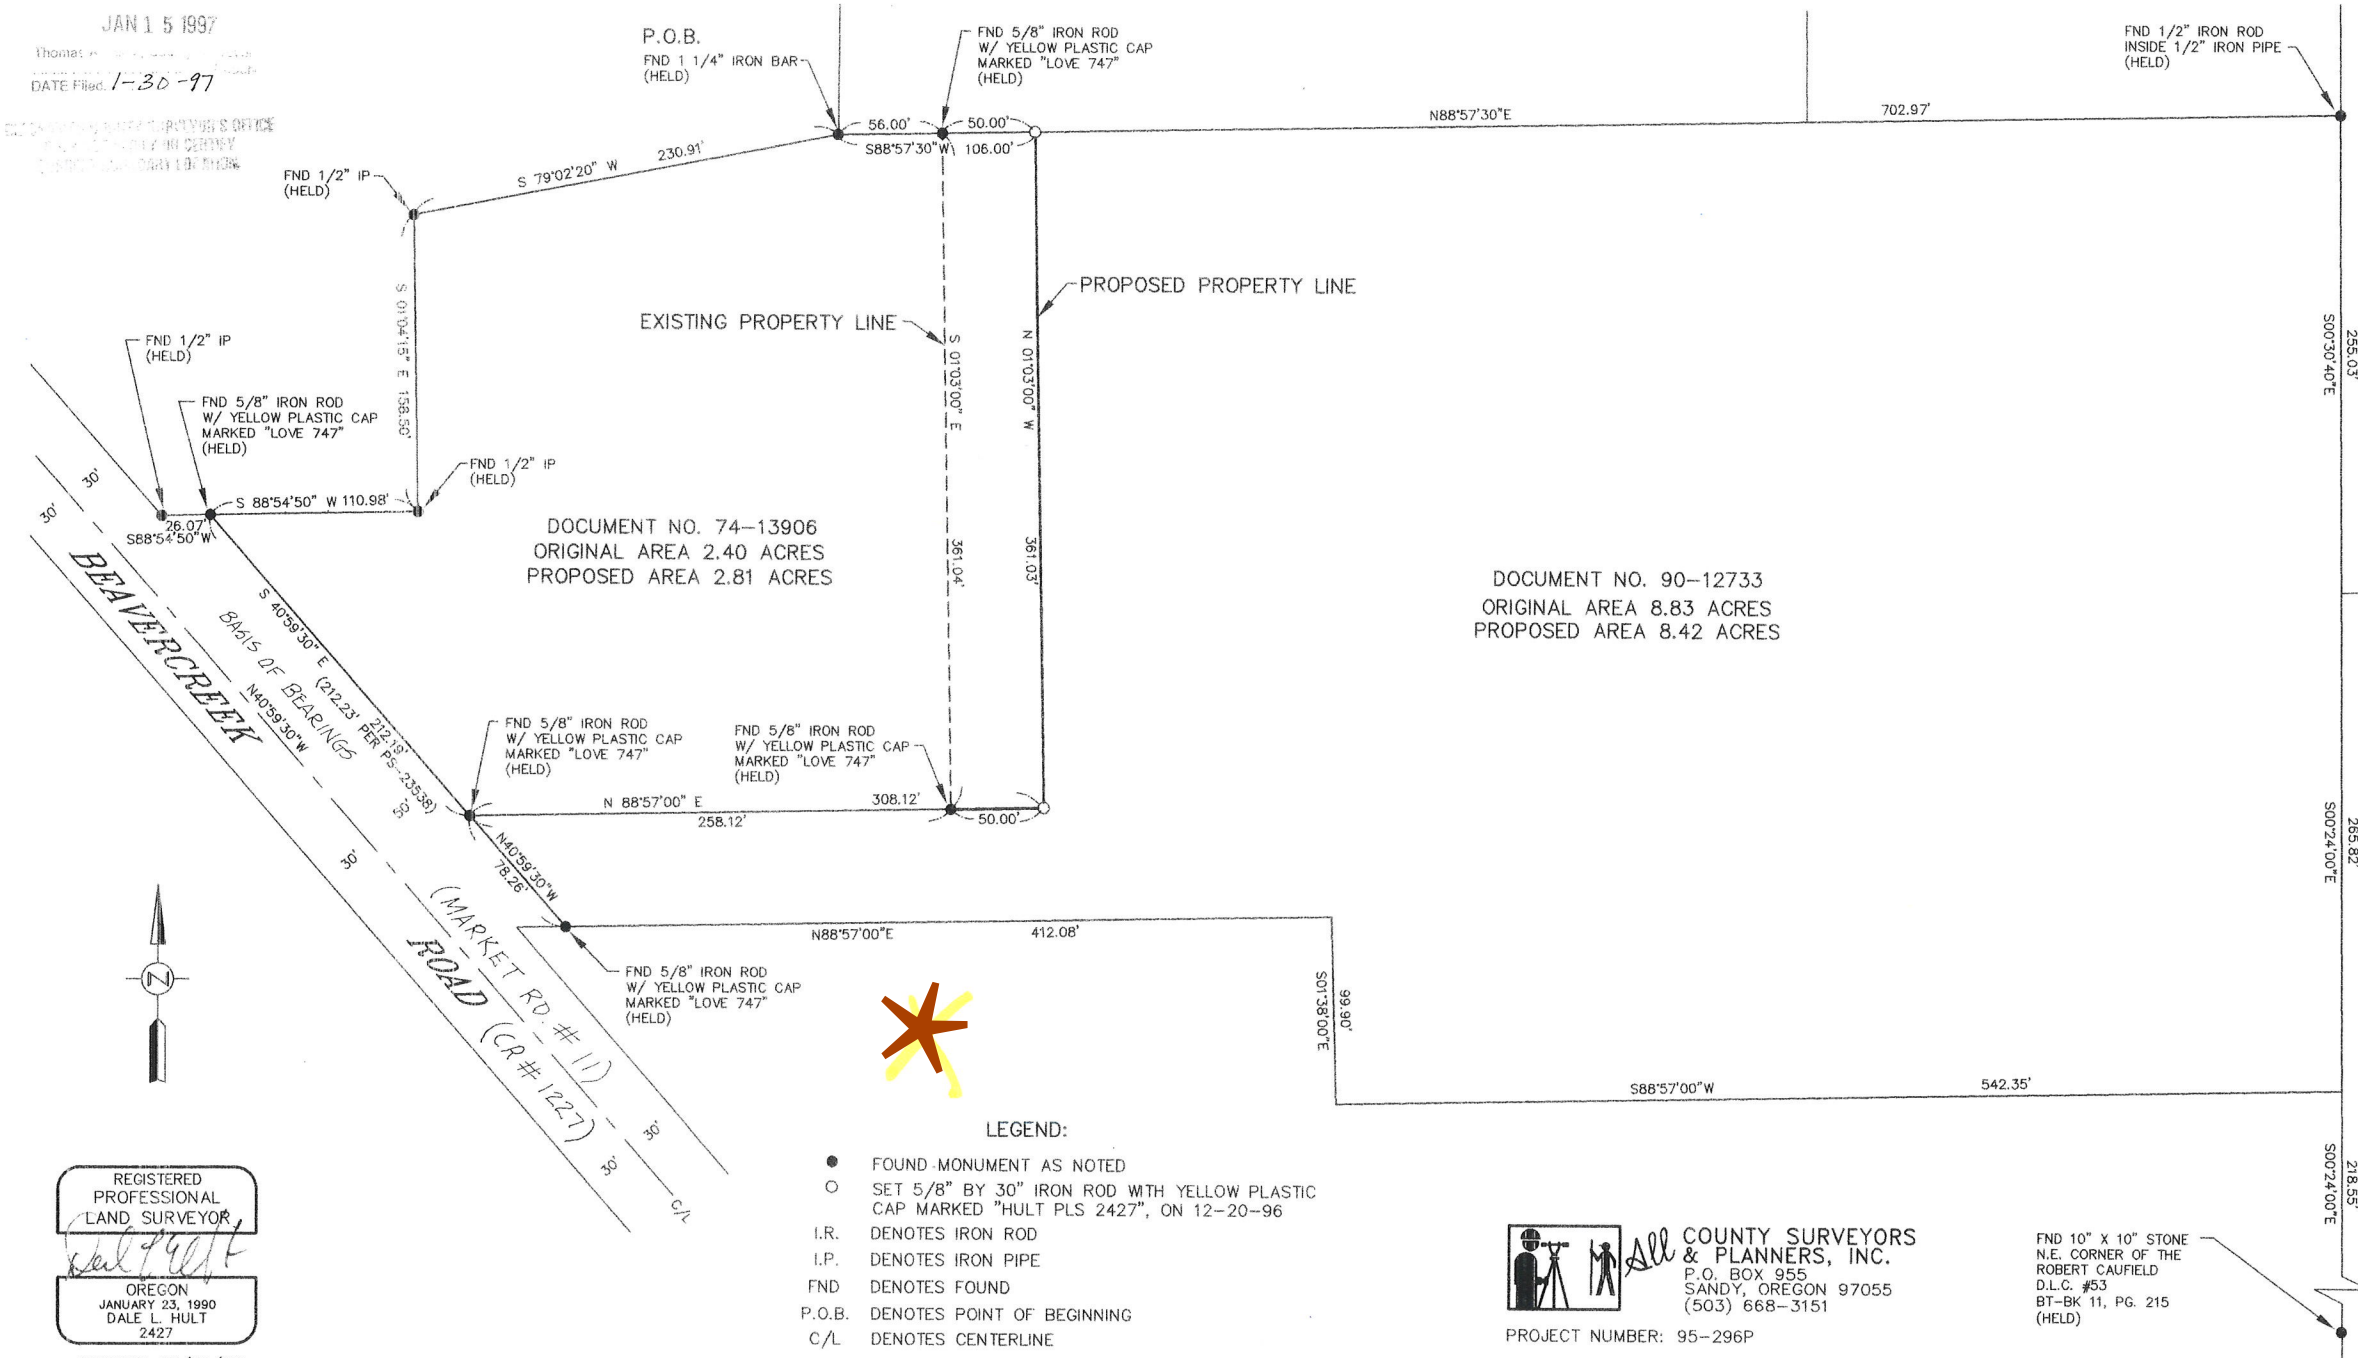 JAN 15 1997
Thomas
DATE Filed. 1-30-97
P.O.B.
FND 1 1/4" IRON BAR
(HELD)
FND 5/8" IRON ROD
W/ YELLOW PLASTIC CAP
MARKED "LOVE 747"
(HELD)
FND 1/2" IRON ROD
INSIDE 1/2" IRON PIPE
(HELD)
56.00'
50.00'
S88°57'30"W
106.00'
N88°57'30"E
702.97'
S 79°02'20" W
230.91'
FND 1/2" IP
(HELD)
S 01°04'15" E 158.50'
PROPOSED PROPERTY LINE
EXISTING PROPERTY LINE
S 01°03'00" E
361.04'
N 01°03'00" W
361.03'
S00°30'40"E
255.03'
FND 1/2" IP
(HELD)
FND 5/8" IRON ROD
W/ YELLOW PLASTIC CAP
MARKED "LOVE 747"
(HELD)
FND 1/2" IP
(HELD)
30'
30'
26.07'
S88°54'50"W
S 88°54'50" W 110.98'
DOCUMENT NO. 74-13906
ORIGINAL AREA 2.40 ACRES
PROPOSED AREA 2.81 ACRES
DOCUMENT NO. 90-12733
ORIGINAL AREA 8.83 ACRES
PROPOSED AREA 8.42 ACRES
BEAVERCREEK
ROAD
(MARKET RD. # 11)
(CR # 1227)
BASIS OF BEARINGS
N40°59'30"W
S 40°59'30" E
212.19'
(212.23' PER PS-23538)
30'
30'
FND 5/8" IRON ROD
W/ YELLOW PLASTIC CAP
MARKED "LOVE 747"
(HELD)
FND 5/8" IRON ROD
W/ YELLOW PLASTIC CAP
MARKED "LOVE 747"
(HELD)
N 88°57'00" E
308.12'
258.12'
50.00'
N40°59'30"W
78.26'
S00°24'00"E
265.82'
N88°57'00"E
412.08'
FND 5/8" IRON ROD
W/ YELLOW PLASTIC CAP
MARKED "LOVE 747"
(HELD)
S01°38'00"E
99.90'
S88°57'00"W
542.35'
N
30'
30'
C/L
S00°24'00"E
218.55'
LEGEND:
FOUND MONUMENT AS NOTED
SET 5/8" BY 30" IRON ROD WITH YELLOW PLASTIC
CAP MARKED "HULT PLS 2427", ON 12-20-96
I.R. DENOTES IRON ROD
I.P. DENOTES IRON PIPE
FND DENOTES FOUND
P.O.B. DENOTES POINT OF BEGINNING
C/L DENOTES CENTERLINE
REGISTERED
PROFESSIONAL
LAND SURVEYOR
OREGON
JANUARY 23, 1990
DALE L. HULT
2427
All COUNTY SURVEYORS
& PLANNERS, INC.
P.O. BOX 955
SANDY, OREGON 97055
(503) 668-3151
PROJECT NUMBER: 95-296P
FND 10" X 10" STONE
N.E. CORNER OF THE
ROBERT CAUFIELD
D.L.C. #53
BT-BK 11, PG. 215
(HELD)